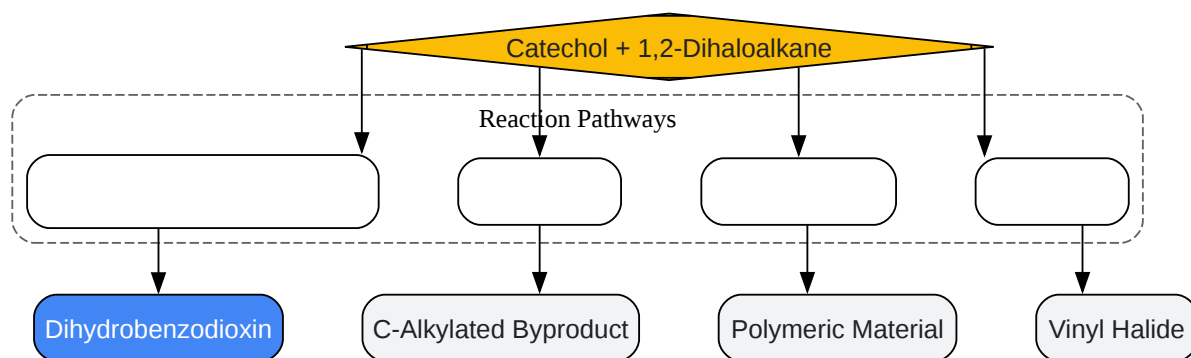 Catechol + 1,2-Dihaloalkane
Reaction Pathways
Dihydrobenzodioxin
C-Alkylated Byproduct
Polymeric Material
Vinyl Halide